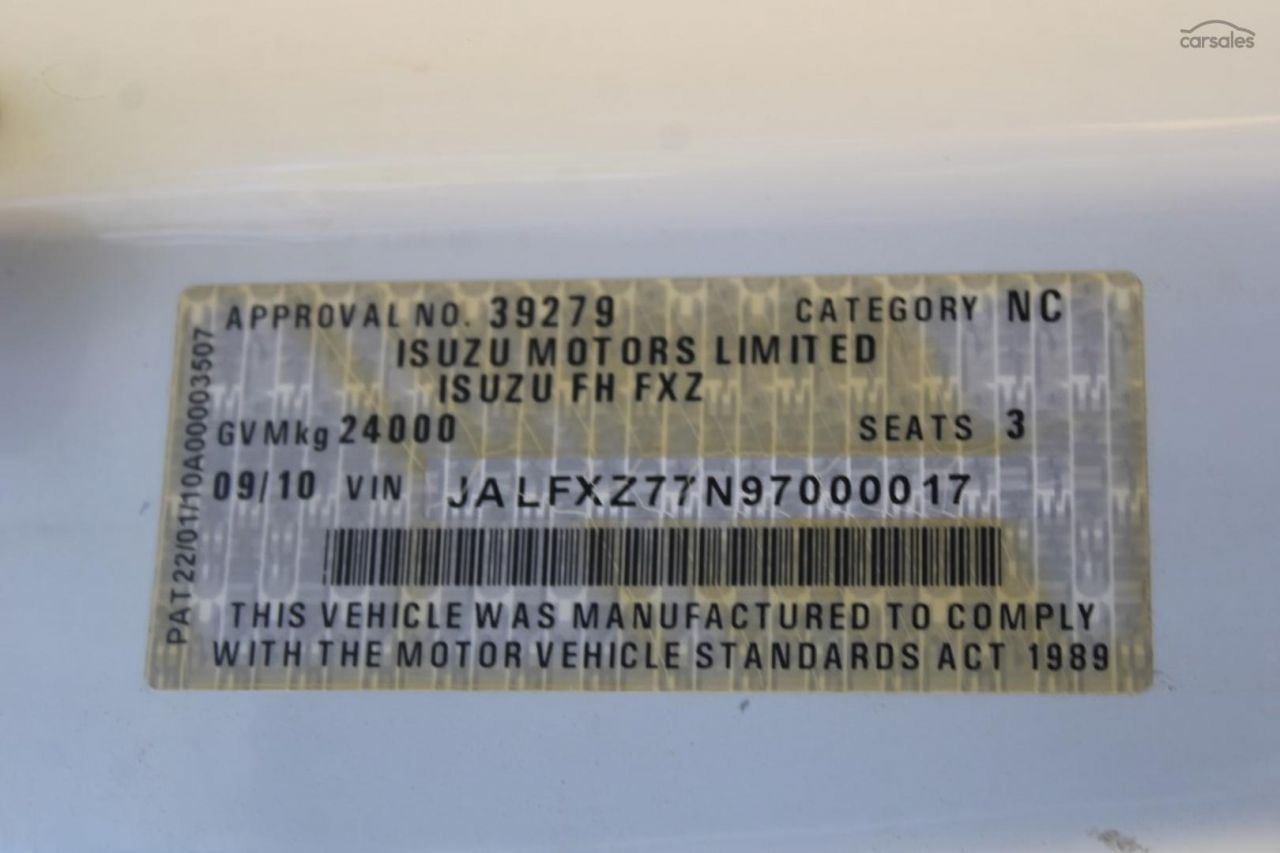 carsales
APPROVAL NO. 39279 CATEGORY NC
ISUZU MOTORS LIMITED
ISUZU FH FXZ
GVMkg 24000 SEATS 3
09/10 VIN JALFXZ77N97000017
THIS VEHICLE WAS MANUFACTURED TO COMPLY
WITH THE MOTOR VEHICLE STANDARDS ACT 1989
PAT 22/01/10A00003507